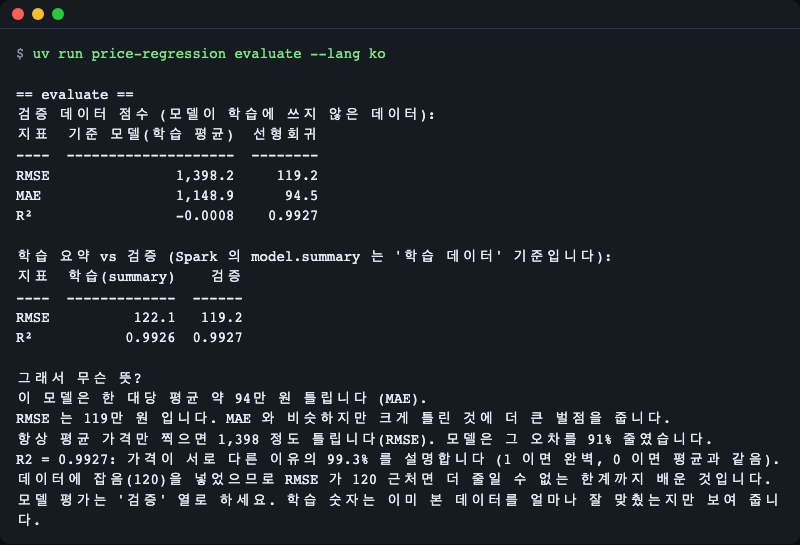 $ uv run price-regression evaluate --lang ko
== evaluate ==
검증 데이터 점수 (모델이 학습에 쓰지 않은 데이터):
지표 기준 모델(학습 평균) 선형회귀
---- -------------------- --------
RMSE 1,398.2 119.2
MAE 1,148.9 94.5
R² -0.0008 0.9927
학습 요약 vs 검증 (Spark 의 model.summary 는 '학습 데이터' 기준입니다):
지표 학습(summary) 검증
---- ------------- ------
RMSE 122.1 119.2
R² 0.9926 0.9927
그래서 무슨 뜻?
이 모델은 한 대당 평균 약 94만 원 틀립니다 (MAE).
RMSE 는 119만 원 입니다. MAE 와 비슷하지만 크게 틀린 것에 더 큰 벌점을 줍니다.
항상 평균 가격만 찍으면 1,398 정도 틀립니다(RMSE). 모델은 그 오차를 91% 줄였습니다.
R2 = 0.9927: 가격이 서로 다른 이유의 99.3% 를 설명합니다 (1 이면 완벽, 0 이면 평균과 같음).
데이터에 잡음(120)을 넣었으므로 RMSE 가 120 근처면 더 줄일 수 없는 한계까지 배운 것입니다.
모델 평가는 '검증' 열로 하세요. 학습 숫자는 이미 본 데이터를 얼마나 잘 맞췄는지만 보여 줍니
다.